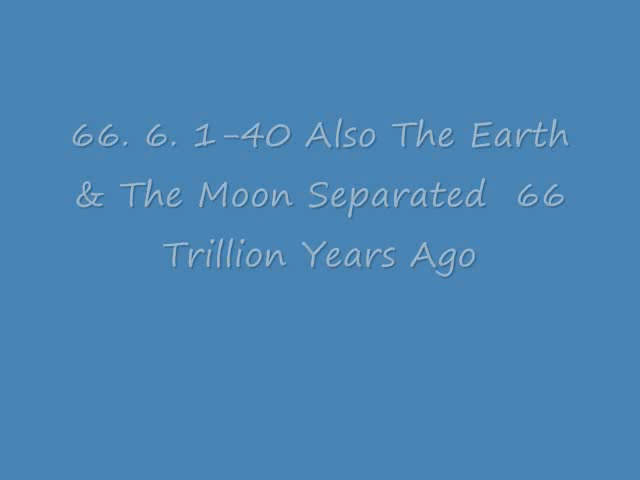 66. 6. 1-40 Also The Earth
& The Moon Separated  66
Trillion Years Ago